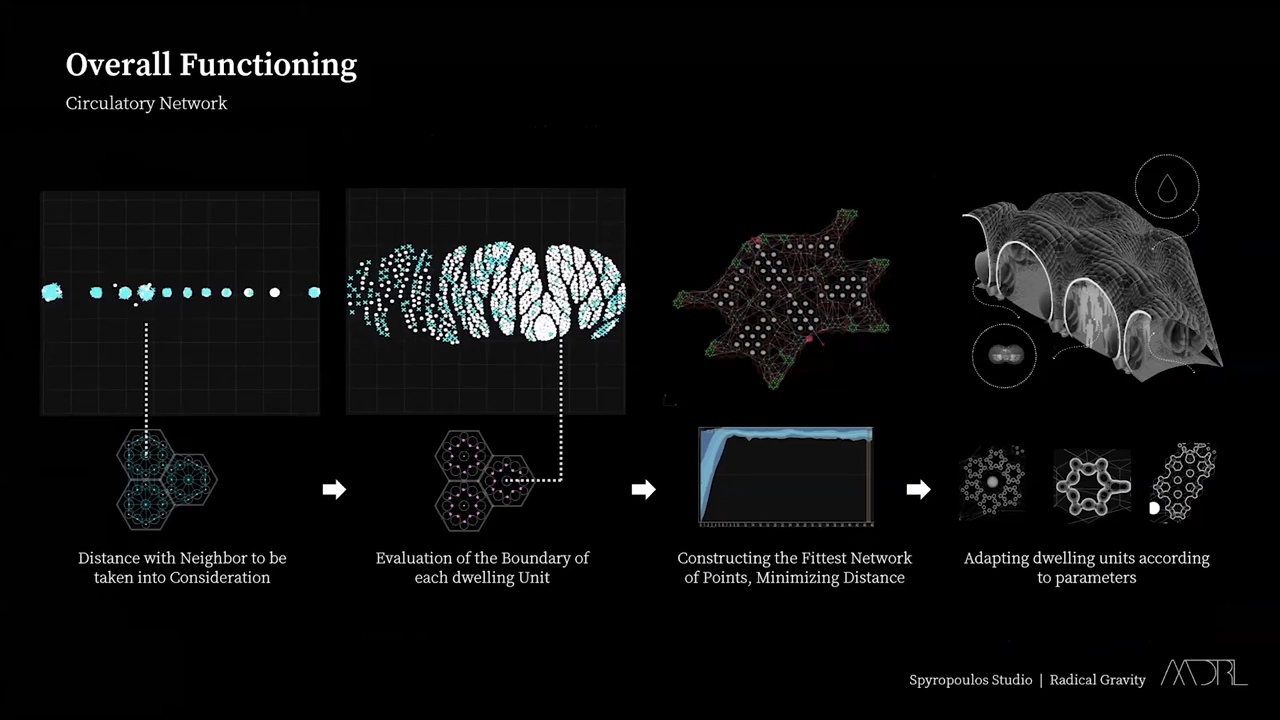 Overall Functioning
Circulatory Network
Distance with Neighbor to be
taken into Consideration
Evaluation of the Boundary of
each dwelling Unit
Constructing the Fittest Network
of Points, Minimizing Distance
Adapting dwelling units according
to parameters
Spyropoulos Studio | Radical Gravity